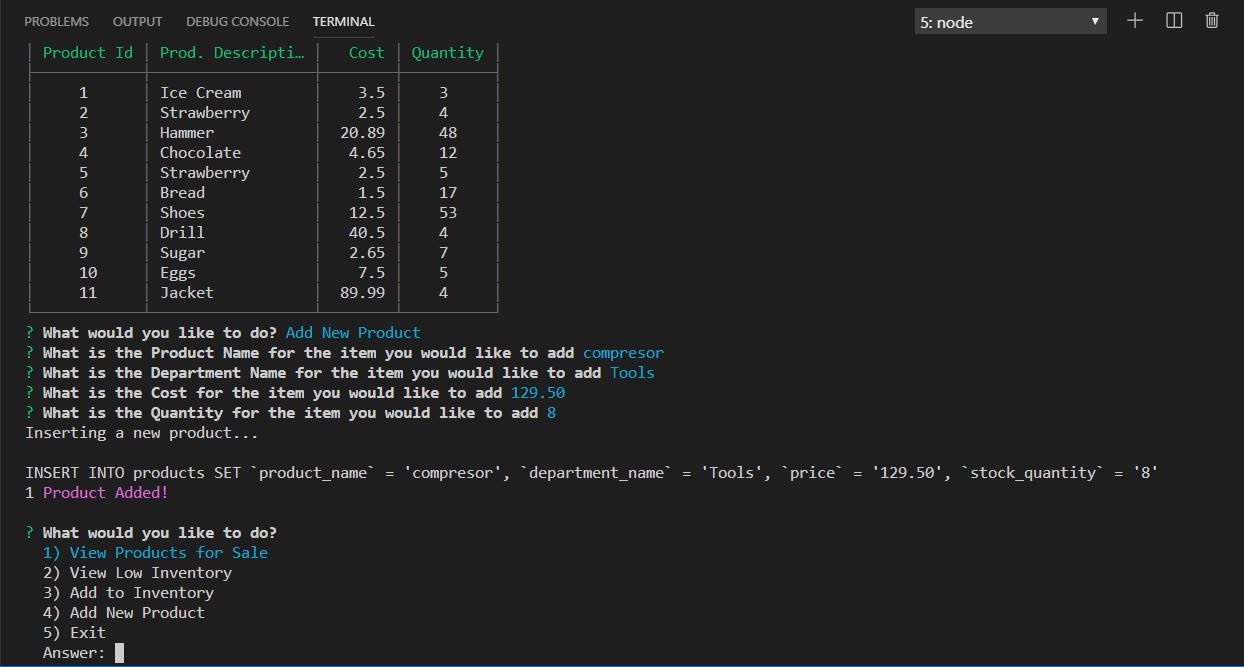 PROBLEMS OUTPUT DEBUG CONSOLE TERMINAL 5: node
Product Id Prod. Descripti… Cost Quantity
1 Ice Cream 3.5 3
2 Strawberry 2.5 4
3 Hammer 20.89 48
4 Chocolate 4.65 12
5 Strawberry 2.5 5
6 Bread 1.5 17
7 Shoes 12.5 53
8 Drill 40.5 4
9 Sugar 2.65 7
10 Eggs 7.5 5
11 Jacket 89.99 4
? What would you like to do? Add New Product
? What is the Product Name for the item you would like to add compresor
? What is the Department Name for the item you would like to add Tools
? What is the Cost for the item you would like to add 129.50
? What is the Quantity for the item you would like to add 8
Inserting a new product...
INSERT INTO products SET `product_name` = 'compresor', `department_name` = 'Tools', `price` = '129.50', `stock_quantity` = '8'
1 Product Added!
? What would you like to do?
1) View Products for Sale
2) View Low Inventory
3) Add to Inventory
4) Add New Product
5) Exit
Answer: